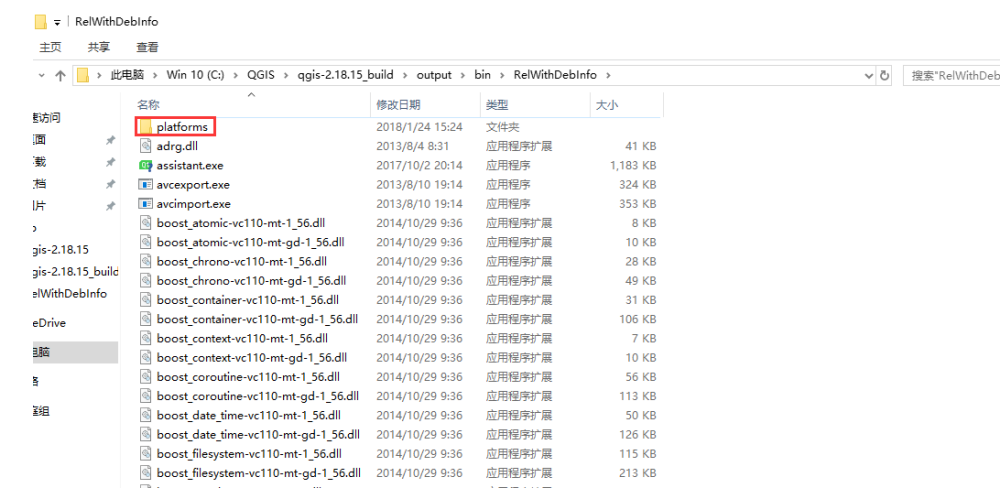 RelWithDebInfo
主页 共享 查看
此电脑 Win 10 (C:) QGIS qgis-2.18.15_build output bin RelWithDebInfo 搜索"RelWithDeb
名称 修改日期 类型 大小
platforms 2018/1/24 15:24 文件夹
adrg.dll 2013/8/4 8:31 应用程序扩展 41 KB
assistant.exe 2017/10/2 20:14 应用程序 1,183 KB
avcexport.exe 2013/8/10 19:14 应用程序 324 KB
avcimport.exe 2013/8/10 19:14 应用程序 353 KB
boost_atomic-vc110-mt-1_56.dll 2014/10/29 9:36 应用程序扩展 8 KB
boost_atomic-vc110-mt-gd-1_56.dll 2014/10/29 9:36 应用程序扩展 10 KB
boost_chrono-vc110-mt-1_56.dll 2014/10/29 9:36 应用程序扩展 28 KB
boost_chrono-vc110-mt-gd-1_56.dll 2014/10/29 9:36 应用程序扩展 49 KB
boost_container-vc110-mt-1_56.dll 2014/10/29 9:36 应用程序扩展 31 KB
boost_container-vc110-mt-gd-1_56.dll 2014/10/29 9:36 应用程序扩展 106 KB
boost_context-vc110-mt-1_56.dll 2014/10/29 9:36 应用程序扩展 7 KB
boost_context-vc110-mt-gd-1_56.dll 2014/10/29 9:36 应用程序扩展 10 KB
boost_coroutine-vc110-mt-1_56.dll 2014/10/29 9:36 应用程序扩展 56 KB
boost_coroutine-vc110-mt-gd-1_56.dll 2014/10/29 9:36 应用程序扩展 113 KB
boost_date_time-vc110-mt-1_56.dll 2014/10/29 9:36 应用程序扩展 50 KB
boost_date_time-vc110-mt-gd-1_56.dll 2014/10/29 9:36 应用程序扩展 126 KB
boost_filesystem-vc110-mt-1_56.dll 2014/10/29 9:36 应用程序扩展 115 KB
boost_filesystem-vc110-mt-gd-1_56.dll 2014/10/29 9:36 应用程序扩展 213 KB
速访问
面
载
档
片
gis-2.18.15
gis-2.18.15_build
elWithDebInfo
eDrive
电脑
络
庭组